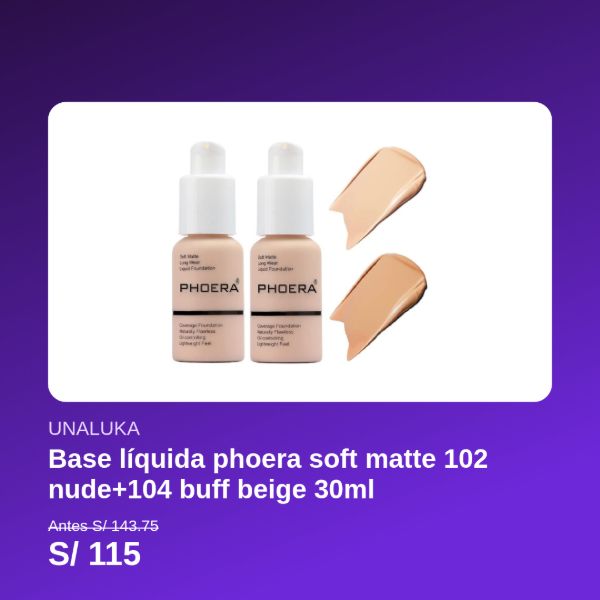 Soft Matte
Long Wear
Liquid Foundation
PHOERA®
Coverage Foundation
Naturally Flawless
Oil controlling
Lightweight Feel
Soft Matte
Long Wear
Liquid Foundation
PHOERA®
Coverage Foundation
Naturally Flawless
Oil controlling
Lightweight Feel
UNALUKA
Base líquida phoera soft matte 102
nude+104 buff beige 30ml
Antes S/ 143.75
S/ 115